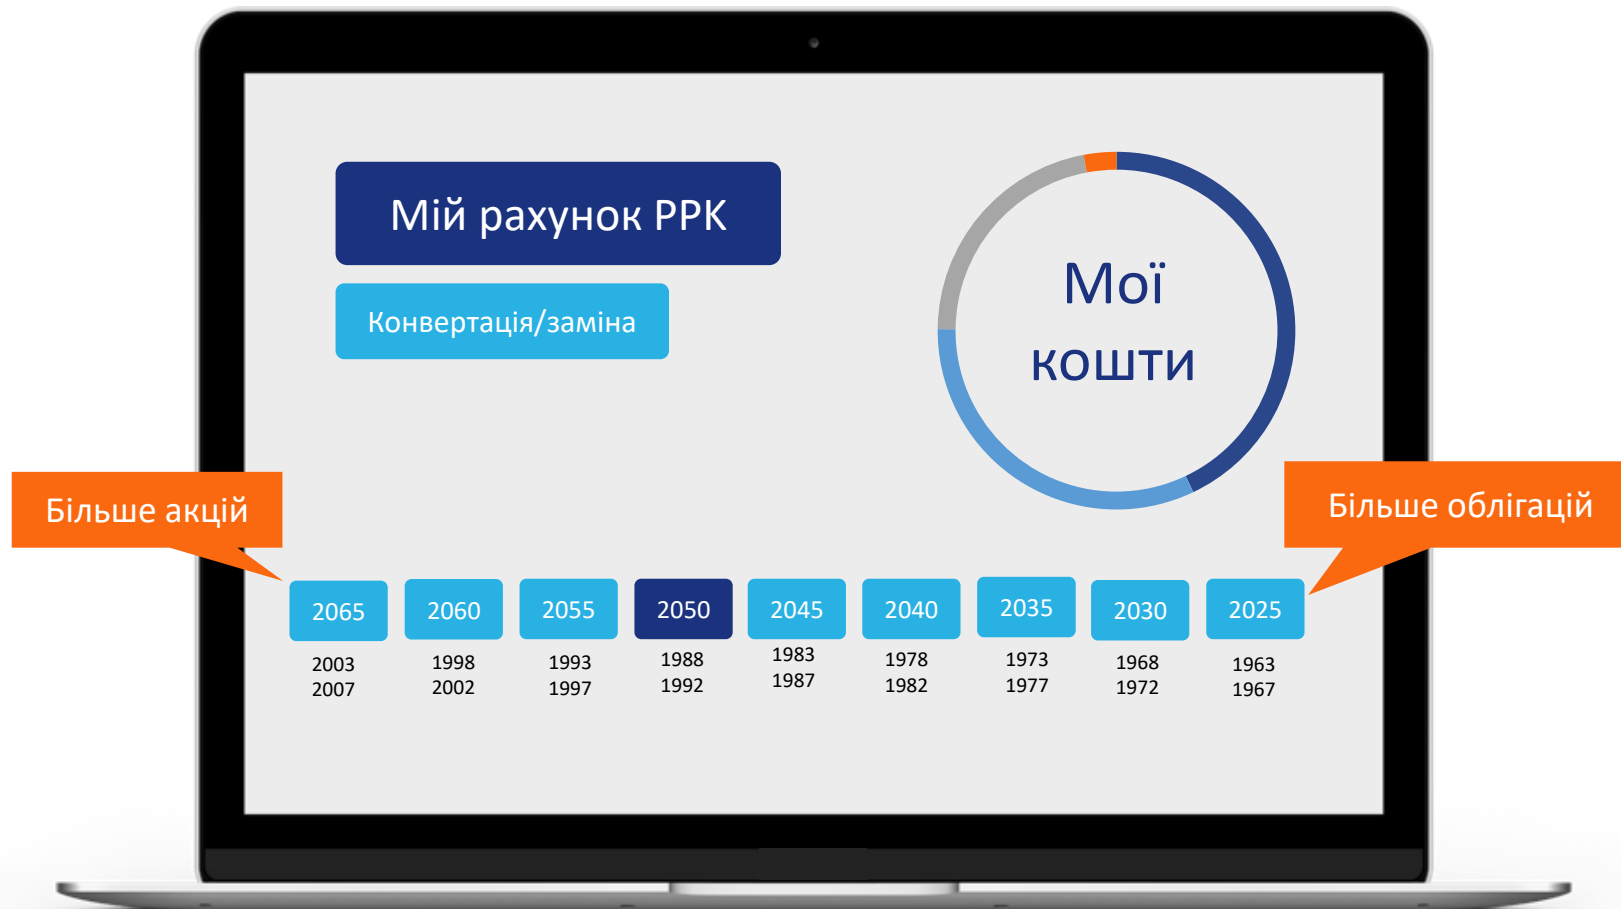 Мій рахунок PPK
Конвертація/заміна
Мої
кошти
Більше акцій
Більше облігацій
2065 2060 2055 2050 2045 2040 2035 2030 2025
2003 1998 1993 1988 1983 1978 1973 1968 1963
2007 2002 1997 1992 1987 1982 1977 1972 1967